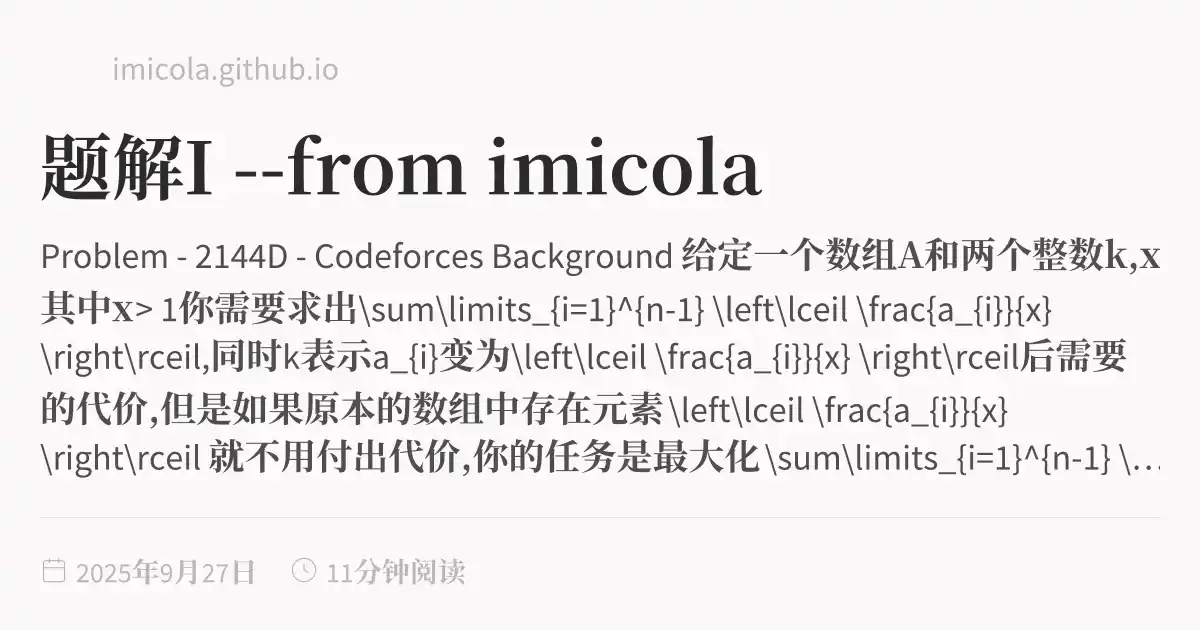 imicola.github.io
题解I --from imicola
Problem - 2144D - Codeforces Background 给定一个数组A和两个整数k,x
其中x> 1你需要求出\sum\limits_{i=1}^{n-1} \left\lceil \frac{a_{i}}{x}
\right\rceil,同时k表示a_{i}变为\left\lceil \frac{a_{i}}{x} \right\rceil后需要
的代价,但是如果原本的数组中存在元素\left\lceil \frac{a_{i}}{x}
\right\rceil 就不用付出代价,你的任务是最大化\sum\limits_{i=1}^{n-1} \…
2025年9月27日 11分钟阅读